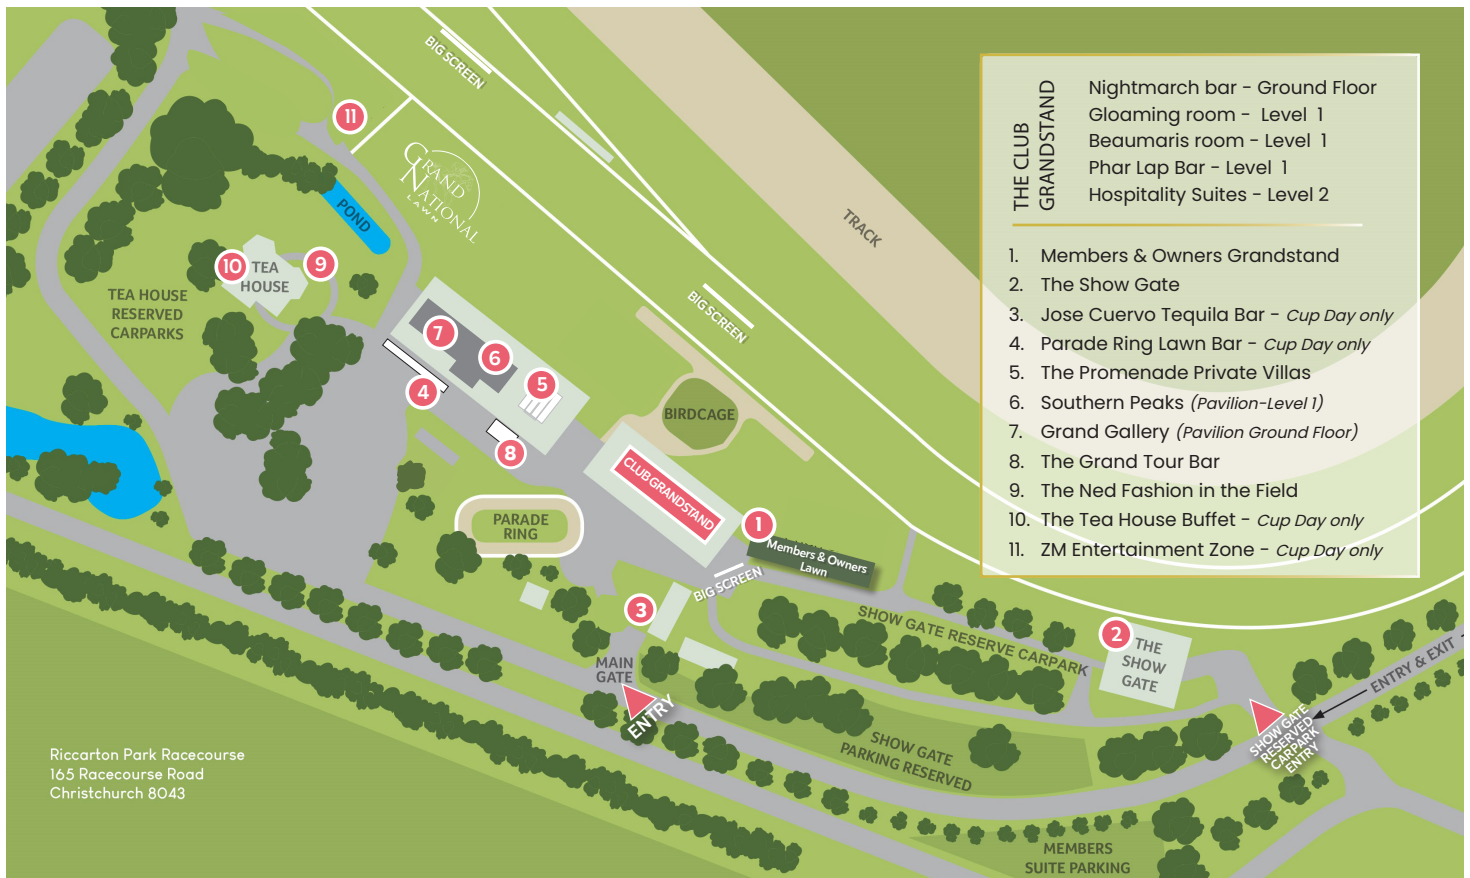 BIG SCREEN
11
GRAND
NATIONAL
LAWN
POND
10
TEA
HOUSE
9
TEA HOUSE
RESERVED
CARPARKS
TRACK
BIG SCREEN
7
6
5
4
8
BIRDCAGE
CLUB GRANDSTAND
PARADE
RING
1
Members & Owners
Lawn
BIG SCREEN
3
SHOW GATE RESERVE CARPARK
2
THE
SHOW
GATE
MAIN
GATE
ENTRY
ENTRY & EXIT
SHOW GATE
RESERVED
CARPARK
ENTRY
SHOW GATE
PARKING RESERVED
MEMBERS
SUITE PARKING
Riccarton Park Racecourse
165 Racecourse Road
Christchurch 8043
THE CLUB
GRANDSTAND
Nightmarch bar - Ground Floor
Gloaming room - Level 1
Beaumaris room - Level 1
Phar Lap Bar - Level 1
Hospitality Suites - Level 2
1. Members & Owners Grandstand
2. The Show Gate
3. Jose Cuervo Tequila Bar - Cup Day only
4. Parade Ring Lawn Bar - Cup Day only
5. The Promenade Private Villas
6. Southern Peaks (Pavilion-Level 1)
7. Grand Gallery (Pavilion Ground Floor)
8. The Grand Tour Bar
9. The Ned Fashion in the Field
10. The Tea House Buffet - Cup Day only
11. ZM Entertainment Zone - Cup Day only